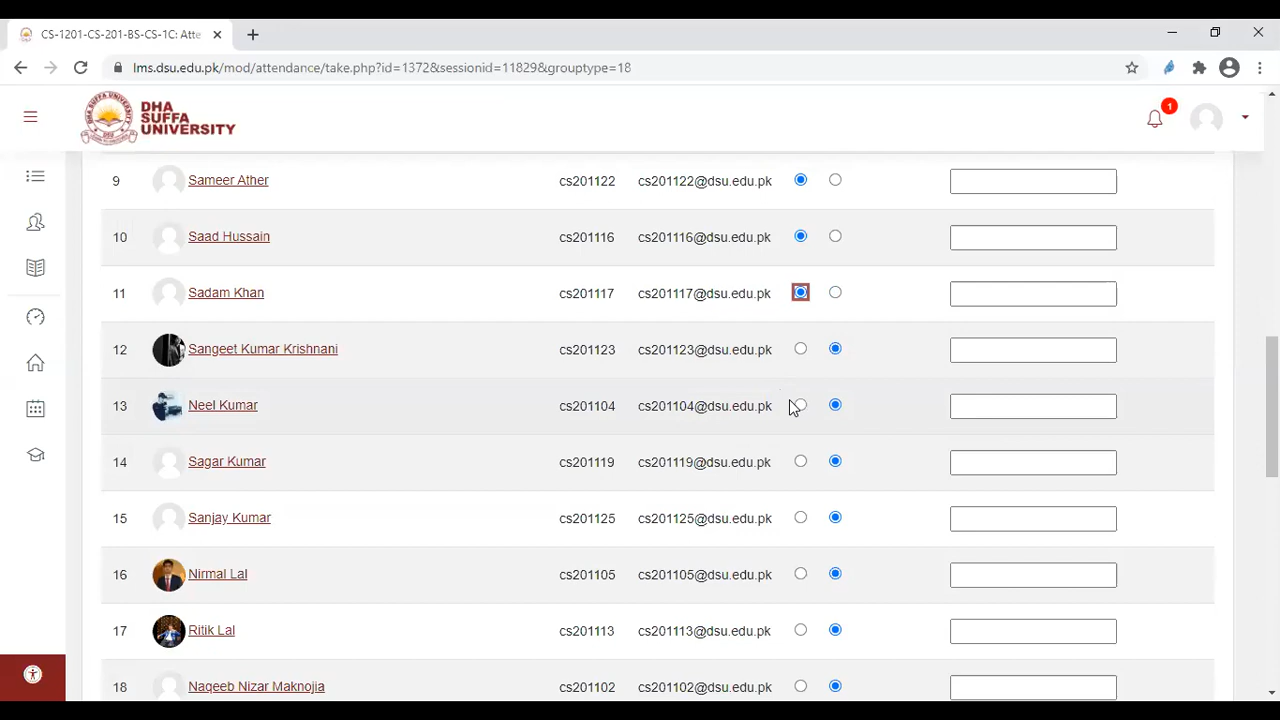 CS-1201-CS-201-BS-CS-1C: Atte
lms.dsu.edu.pk/mod/attendance/take.php?id=1372&sessionid=11829&grouptype=18
DHA
SUFFA
UNIVERSITY
1
9 Sameer Ather cs201122 cs201122@dsu.edu.pk
10 Saad Hussain cs201116 cs201116@dsu.edu.pk
11 Sadam Khan cs201117 cs201117@dsu.edu.pk
12 Sangeet Kumar Krishnani cs201123 cs201123@dsu.edu.pk
13 Neel Kumar cs201104 cs201104@dsu.edu.pk
14 Sagar Kumar cs201119 cs201119@dsu.edu.pk
15 Sanjay Kumar cs201125 cs201125@dsu.edu.pk
16 Nirmal Lal cs201105 cs201105@dsu.edu.pk
17 Ritik Lal cs201113 cs201113@dsu.edu.pk
18 Naqeeb Nizar Maknojia cs201102 cs201102@dsu.edu.pk